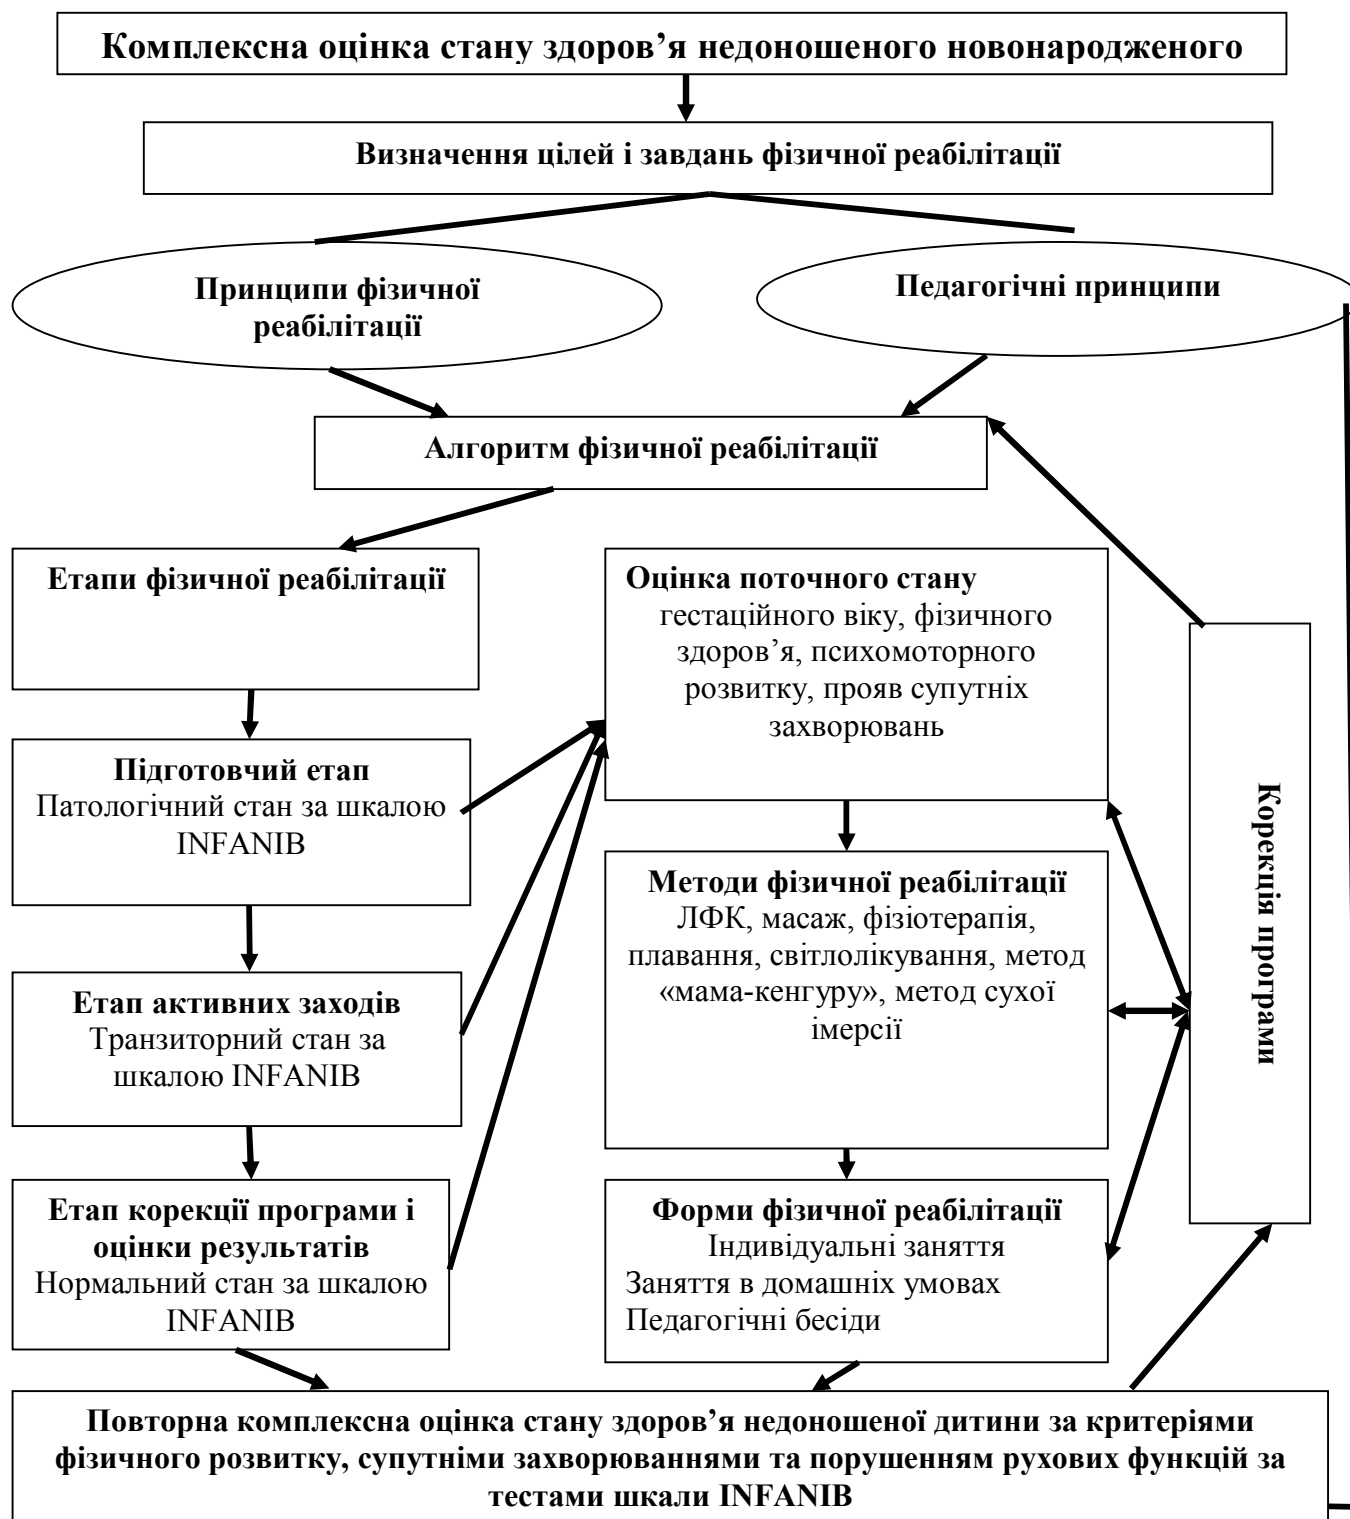 Комплексна оцінка стану здоров’я недоношеного новонародженого
Визначення цілей і завдань фізичної реабілітації
Принципи фізичної
реабілітації
Педагогічні принципи
Алгоритм фізичної реабілітації
Етапи фізичної реабілітації
Підготовчий етап
Патологічний стан за шкалою
INFANIB
Етап активних заходів
Транзиторний стан за
шкалою INFANIB
Етап корекції програми і
оцінки результатів
Нормальний стан за шкалою
INFANIB
Оцінка поточного стану
гестаційного віку, фізичного
здоров’я, психомоторного
розвитку, прояв супутніх
захворювань
Методи фізичної реабілітації
ЛФК, масаж, фізіотерапія,
плавання, світлолікування, метод
«мама-кенгуру», метод сухої
імерсії
Форми фізичної реабілітації
Індивідуальні заняття
Заняття в домашніх умовах
Педагогічні бесіди
Корекція програми
Повторна комплексна оцінка стану здоров’я недоношеної дитини за критеріями
фізичного розвитку, супутніми захворюваннями та порушенням рухових функцій за
тестами шкали INFANIB